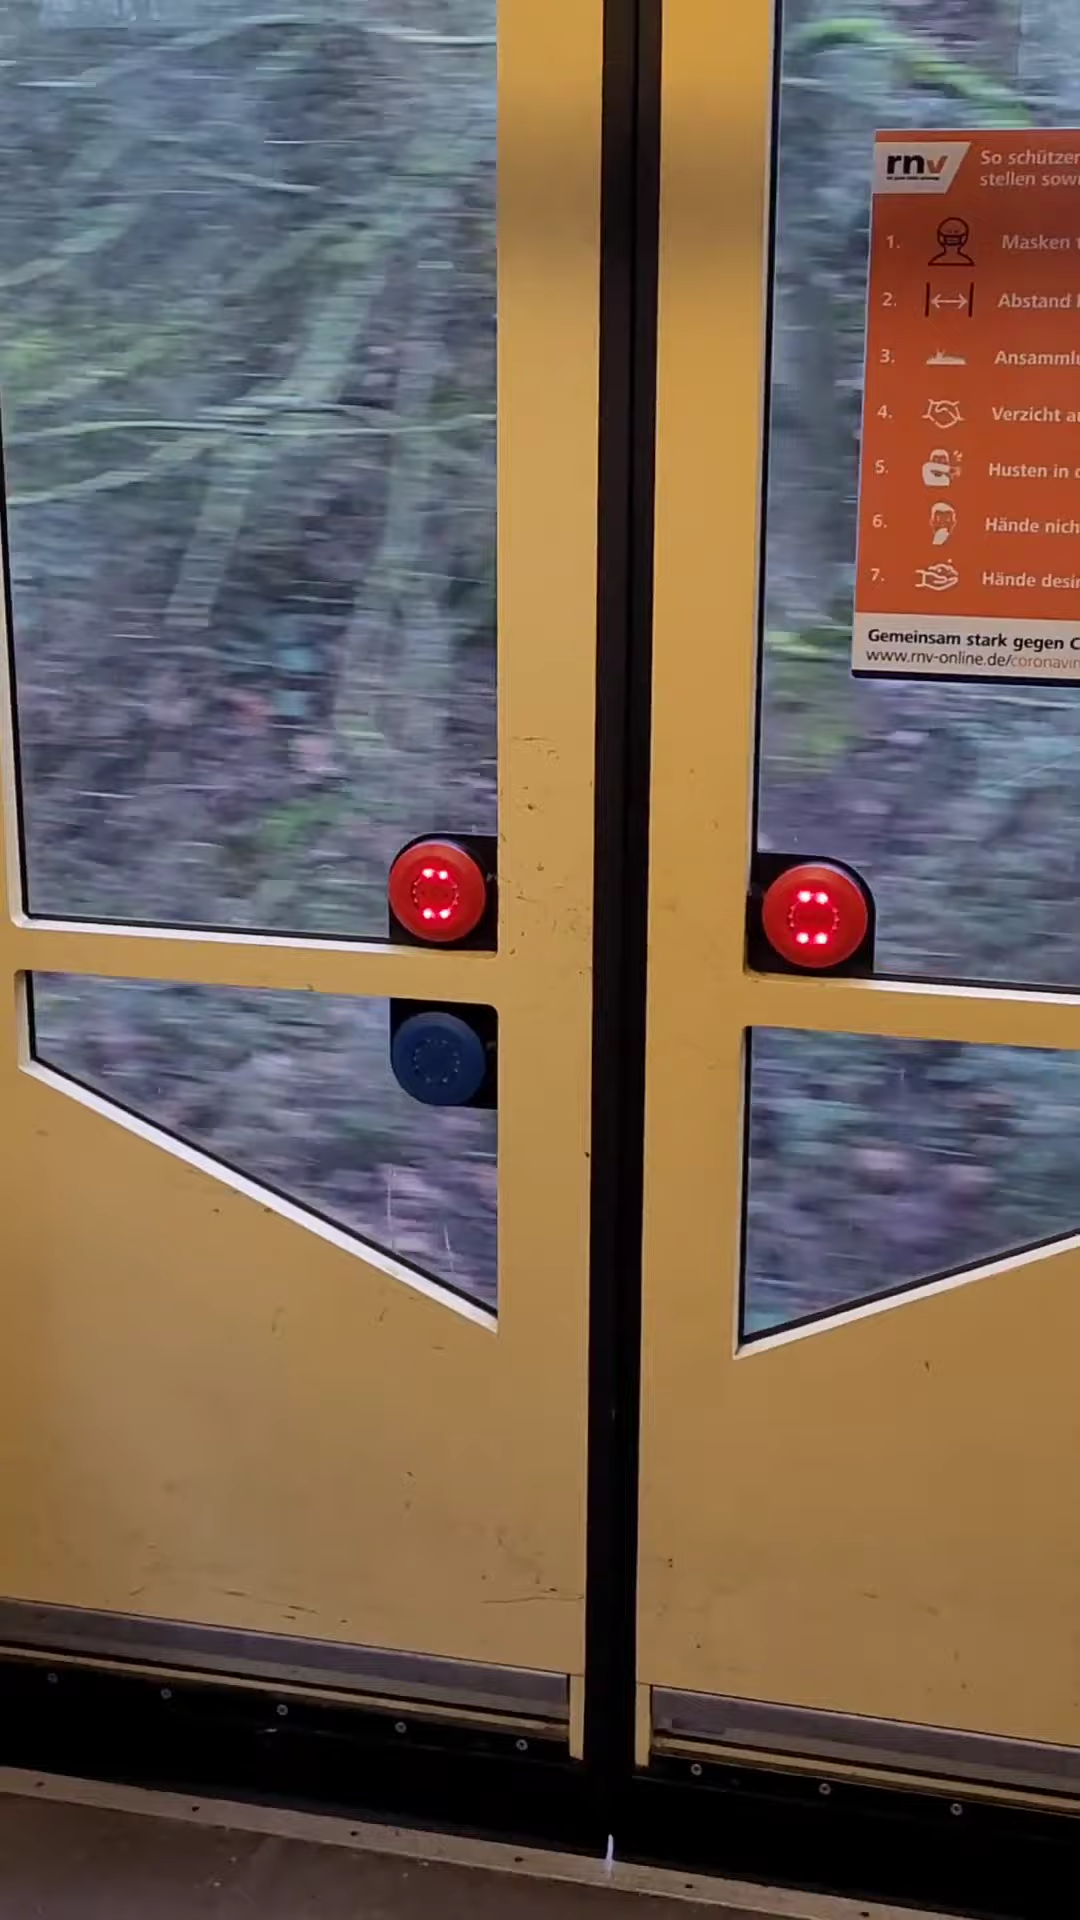 rnv
So schützen
stellen sow
1. Masken
2. Abstand
3. Ansamml
4. Verzicht a
5. Husten in
6. Hände nich
7. Hände desi
Gemeinsam stark gegen C
www.rnv-online.de/coronavir